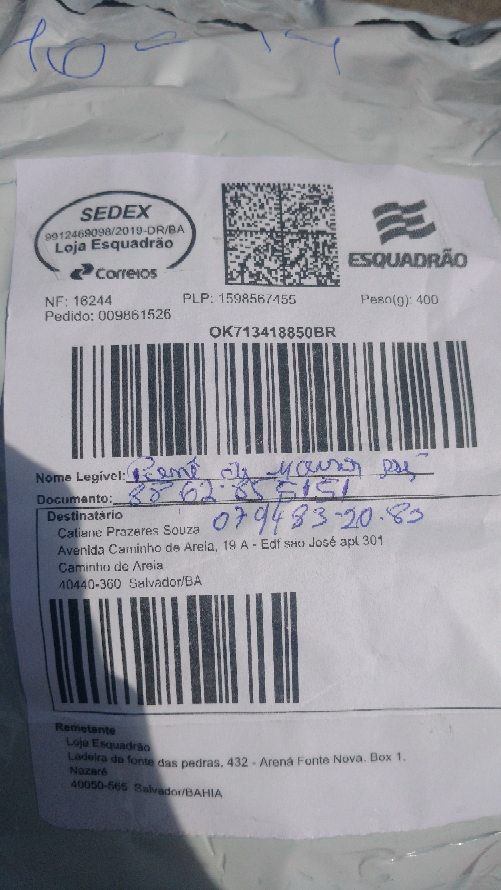 SEDEX
9912469098/2019-DR/BA
Loja Esquadrão
Correios
ESQUADRÃO
NF: 16244 PLP: 1598567455 Peso(g): 400
Pedido: 009861526
OK713418850BR
Nome Legível: René de
Documento:
Destinatário
Catiane Prazeres Souza
Avenida Caminho de Areia, 19 A - Edf sao José apt 301
Caminho de Areia
40440-360 Salvador/BA
Remetente
Loja Esquadrão
Ladeira da fonte das pedras, 432 - Arena Fonte Nova. Box 1.
Nazaré
40050-565 Salvador/BAHIA